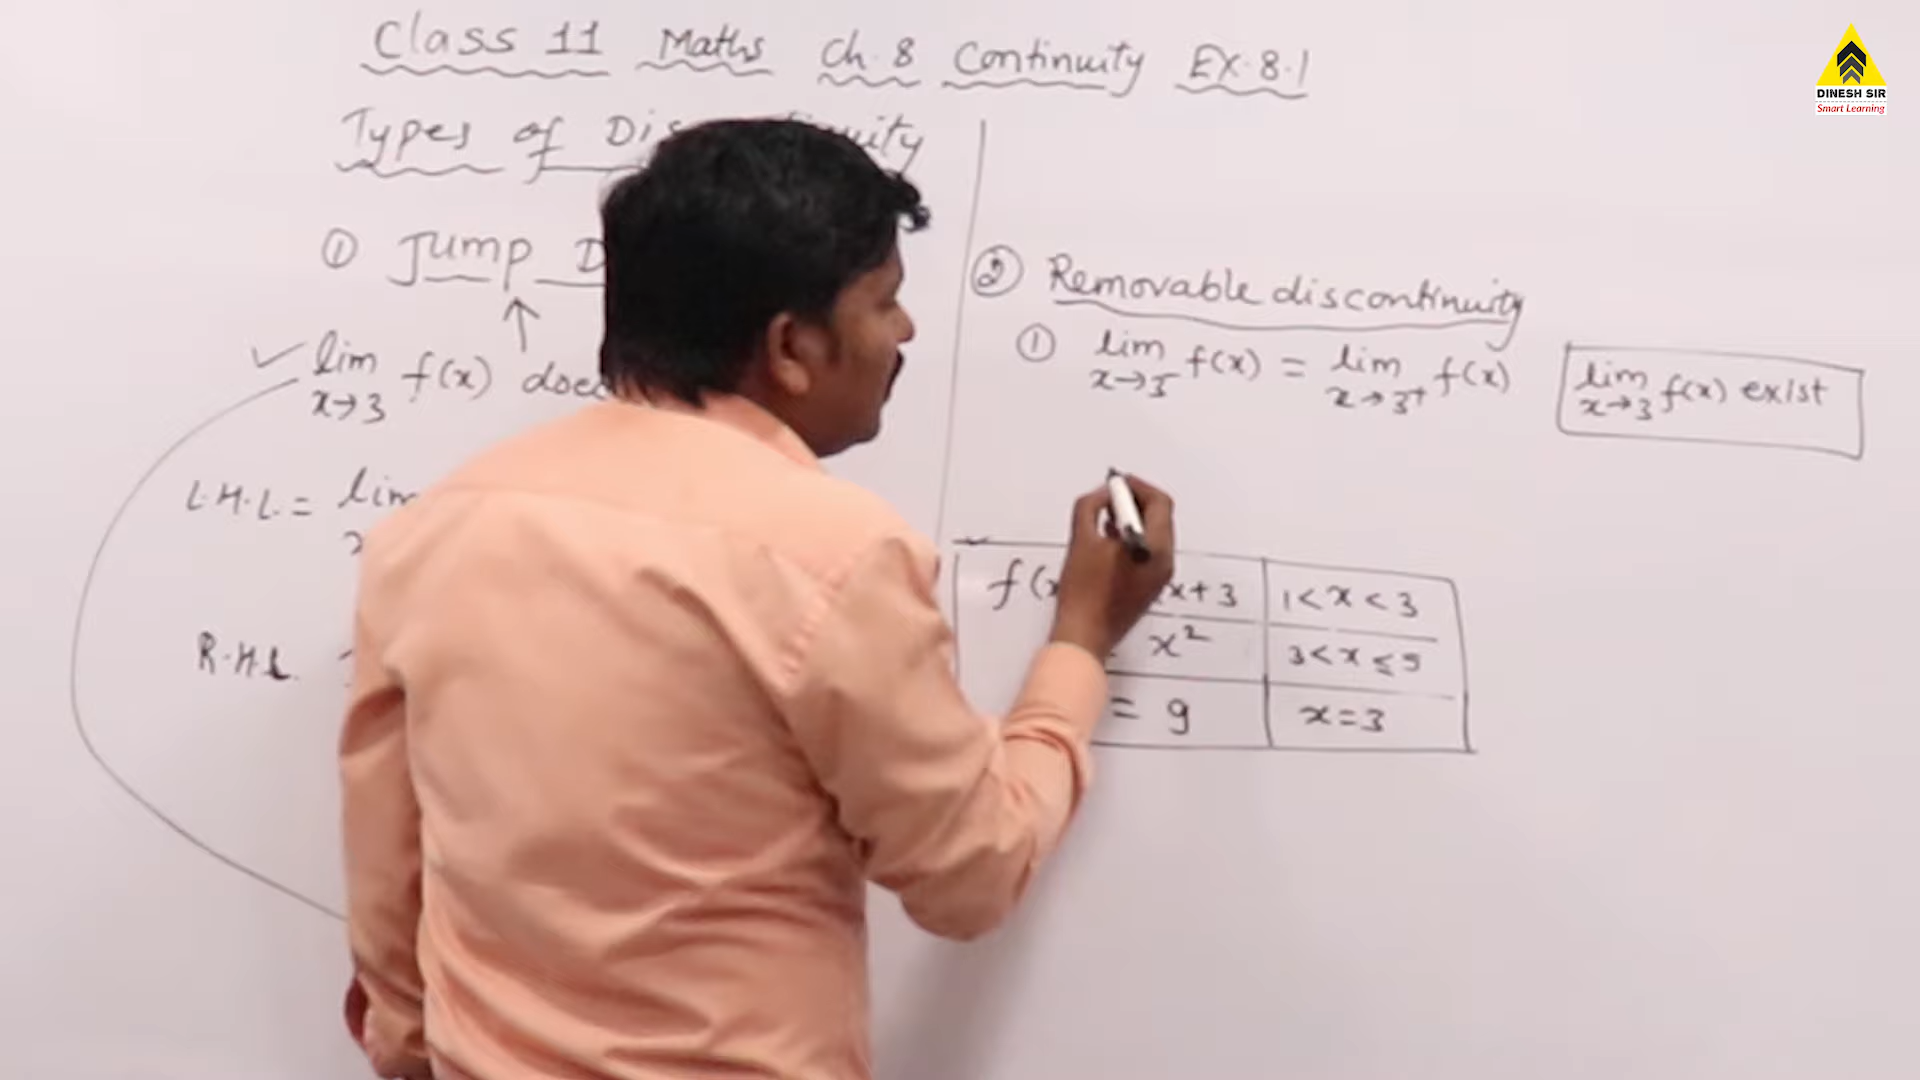 Class 11 Maths Ch. 8 Continuity EX. 8.1
Types of
① Jump
lim f(x)
x→3
L.H.L. = lim
R.H.L.
② Removable discontinuity
① lim f(x) = lim f(x)
x→3⁻ x→3⁺
lim f(x) exist
x→3
x+3 1<x<3
x² 3<x≤5
= 9 x=3
DINESH SIR
Smart Learning